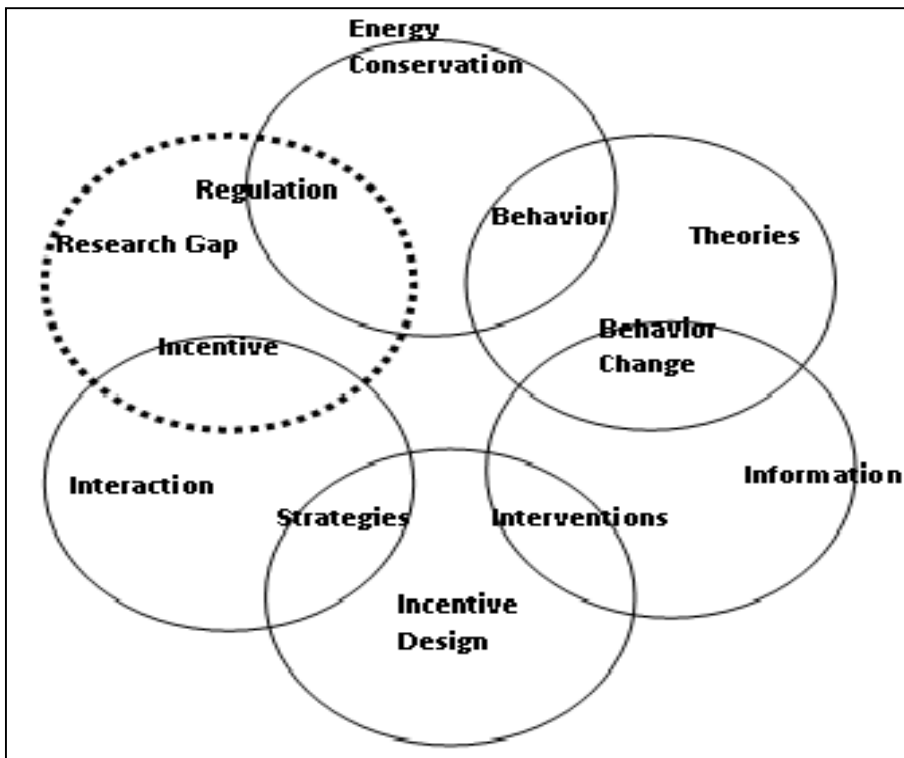 Energy
Conservation
Regulation
Behavior
Research Gap
Theories
Incentive
Behavior
Change
Interaction
Information
Strategies
Interventions
Incentive
Design